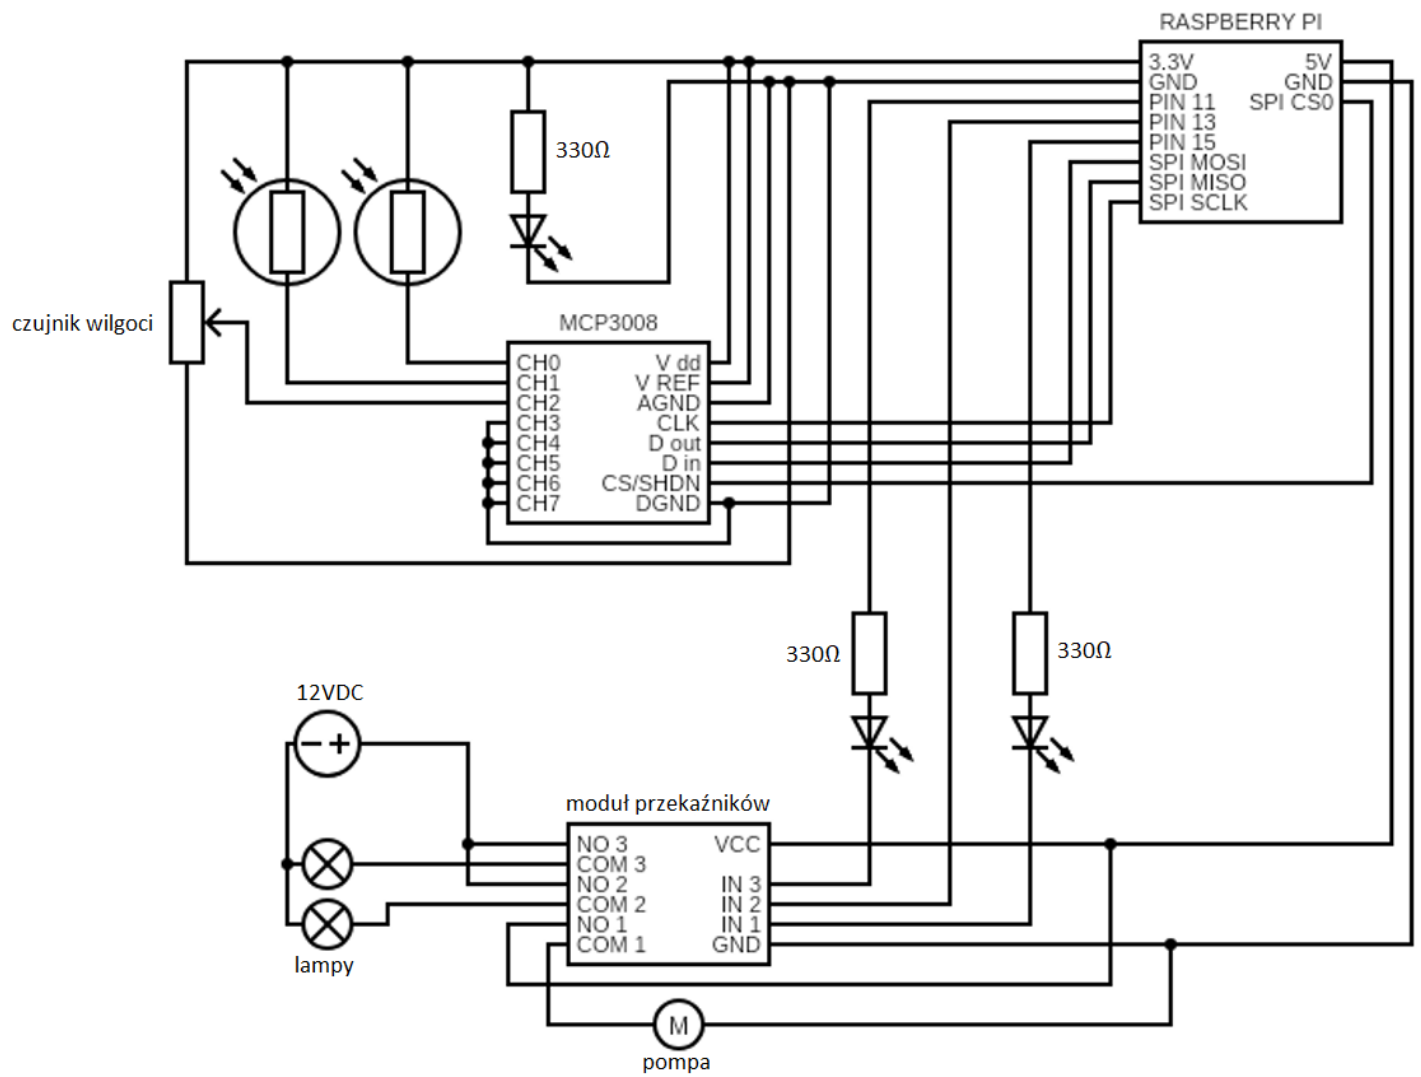 RASPBERRY PI
3.3V
GND
PIN 11
PIN 13
PIN 15
SPI MOSI
SPI MISO
SPI SCLK
5V
GND
SPI CS0
330Ω
czujnik wilgoci
MCP3008
CH0
CH1
CH2
CH3
CH4
CH5
CH6
CH7
V dd
V REF
AGND
CLK
D out
D in
CS/SHDN
DGND
330Ω
330Ω
12VDC
- +
lampy
moduł przekaźników
NO 3
COM 3
NO 2
COM 2
NO 1
COM 1
VCC
IN 3
IN 2
IN 1
GND
M
pompa